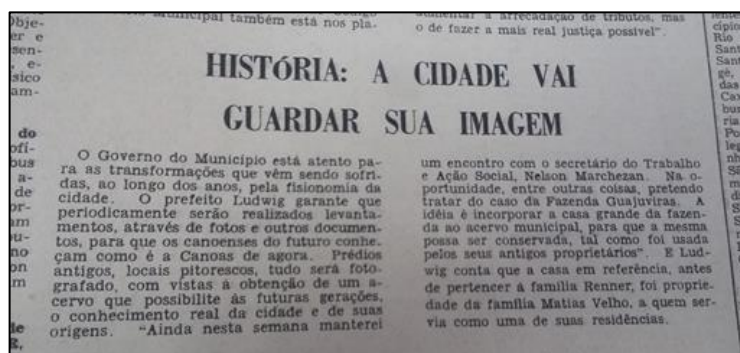 nicipal também está nos pla-
aumentar a arrecadação de tributos, mas
o de fazer a mais real justiça possível".
HISTÓRIA: A CIDADE VAI
GUARDAR SUA IMAGEM
O Governo do Município está atento pa-
ra as transformações que vêm sendo sofri-
das, ao longo dos anos, pela fisionomia da
cidade. O prefeito Ludwig garante que
periodicamente serão realizados levanta-
mentos, através de fotos e outros documen-
tos, para que os canoenses do futuro conhe-
çam como é a Canoas de agora. Prédios
antigos, locais pitorescos, tudo será foto-
grafado, com vistas à obtenção de um a-
cervo que possibilite às futuras gerações,
o conhecimento real da cidade e de suas
origens. "Ainda nesta semana manterei
um encontro com o secretário do Trabalho
e Ação Social, Nelson Marchezan. Na o-
portunidade, entre outras coisas, pretendo
tratar do caso da Fazenda Guajuviras. A
idéia é incorporar a casa grande da fazen-
da ao acervo municipal, para que a mesma
possa ser conservada, tal como foi usada
pelos seus antigos proprietários". E Lud-
wig conta que a casa em referência, antes
de pertencer à família Renner, foi proprie-
dade da família Matias Velho, a quem ser-
via como uma de suas residências.